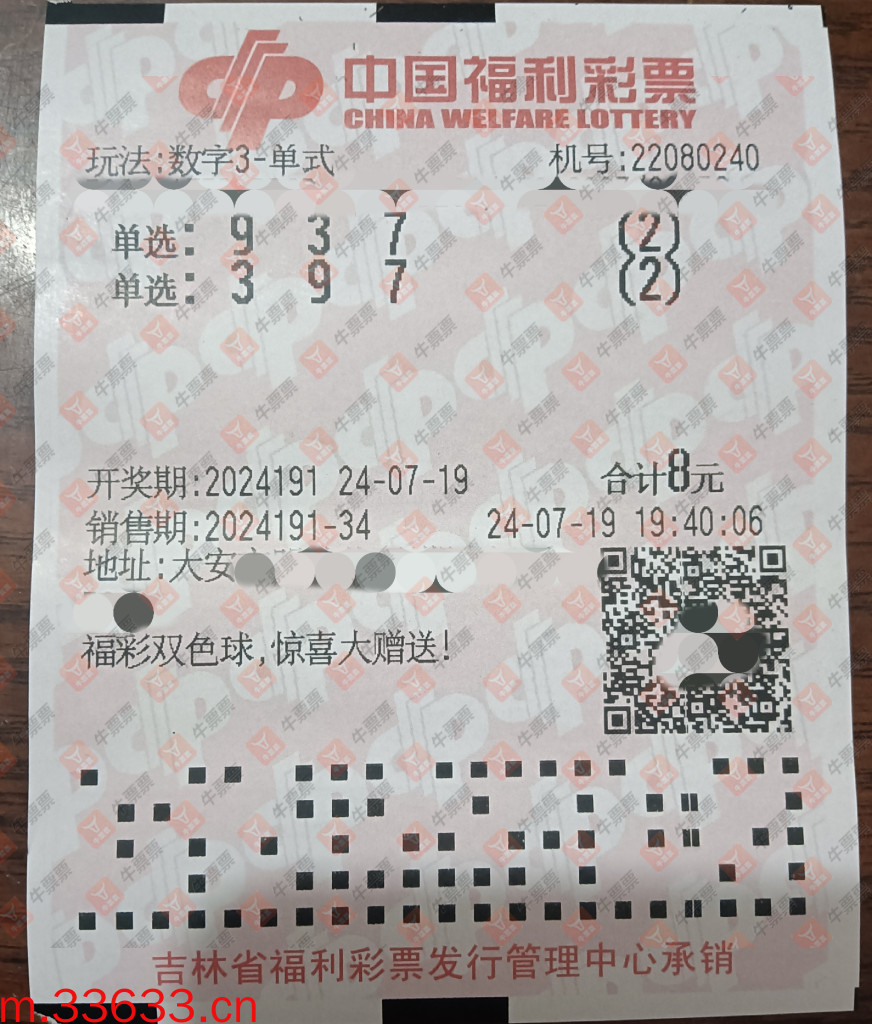 中国福利彩票
CHINA WELFARE LOTTERY
玩法:数字3-单式 机号:22080240
单选: 9 3 7 (2)
单选: 3 9 7 (2)
开奖期:2024191 24-07-19 合计8元
销售期:2024191-34 24-07-19 19:40:06
地址:大安
福彩双色球,惊喜大赠送!
吉林省福利彩票发行管理中心承销
m.33633.cn
牛票票